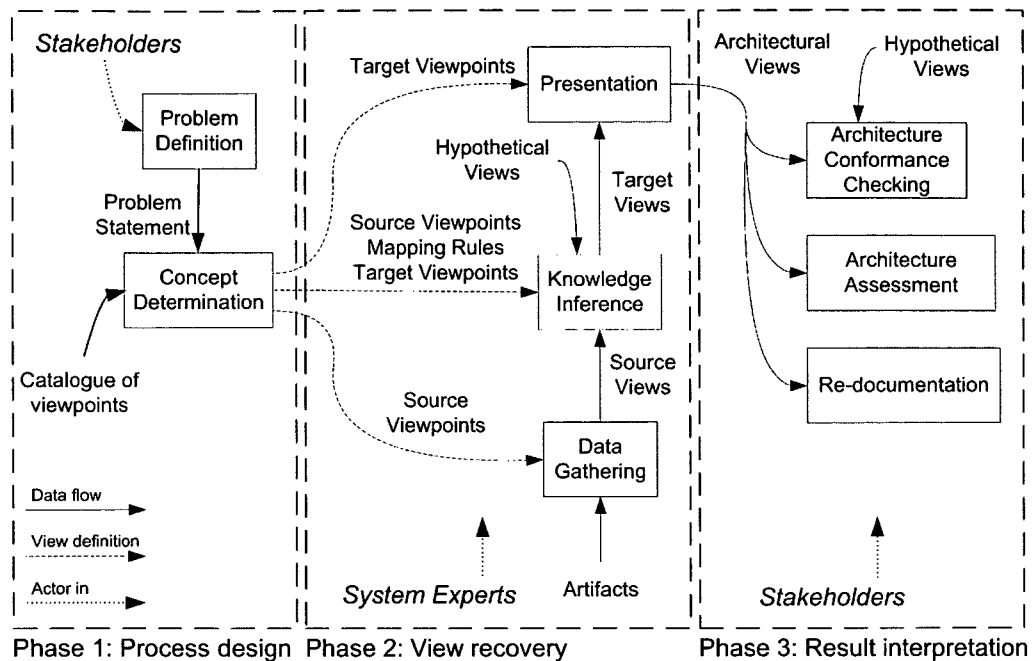 Stakeholders
Problem
Definition
Problem
Statement
Concept
Determination
Catalogue of
viewpoints
Data flow
View definition
Actor in
Phase 1: Process design
Target Viewpoints
Presentation
Hypothetical
Views
Target
Views
Source Viewpoints
Mapping Rules
Target Viewpoints
Knowledge
Inference
Source
Views
Source
Viewpoints
Data
Gathering
System Experts
Artifacts
Phase 2: View recovery
Architectural
Views
Hypothetical
Views
Architecture
Conformance
Checking
Architecture
Assessment
Re-documentation
Stakeholders
Phase 3: Result interpretation